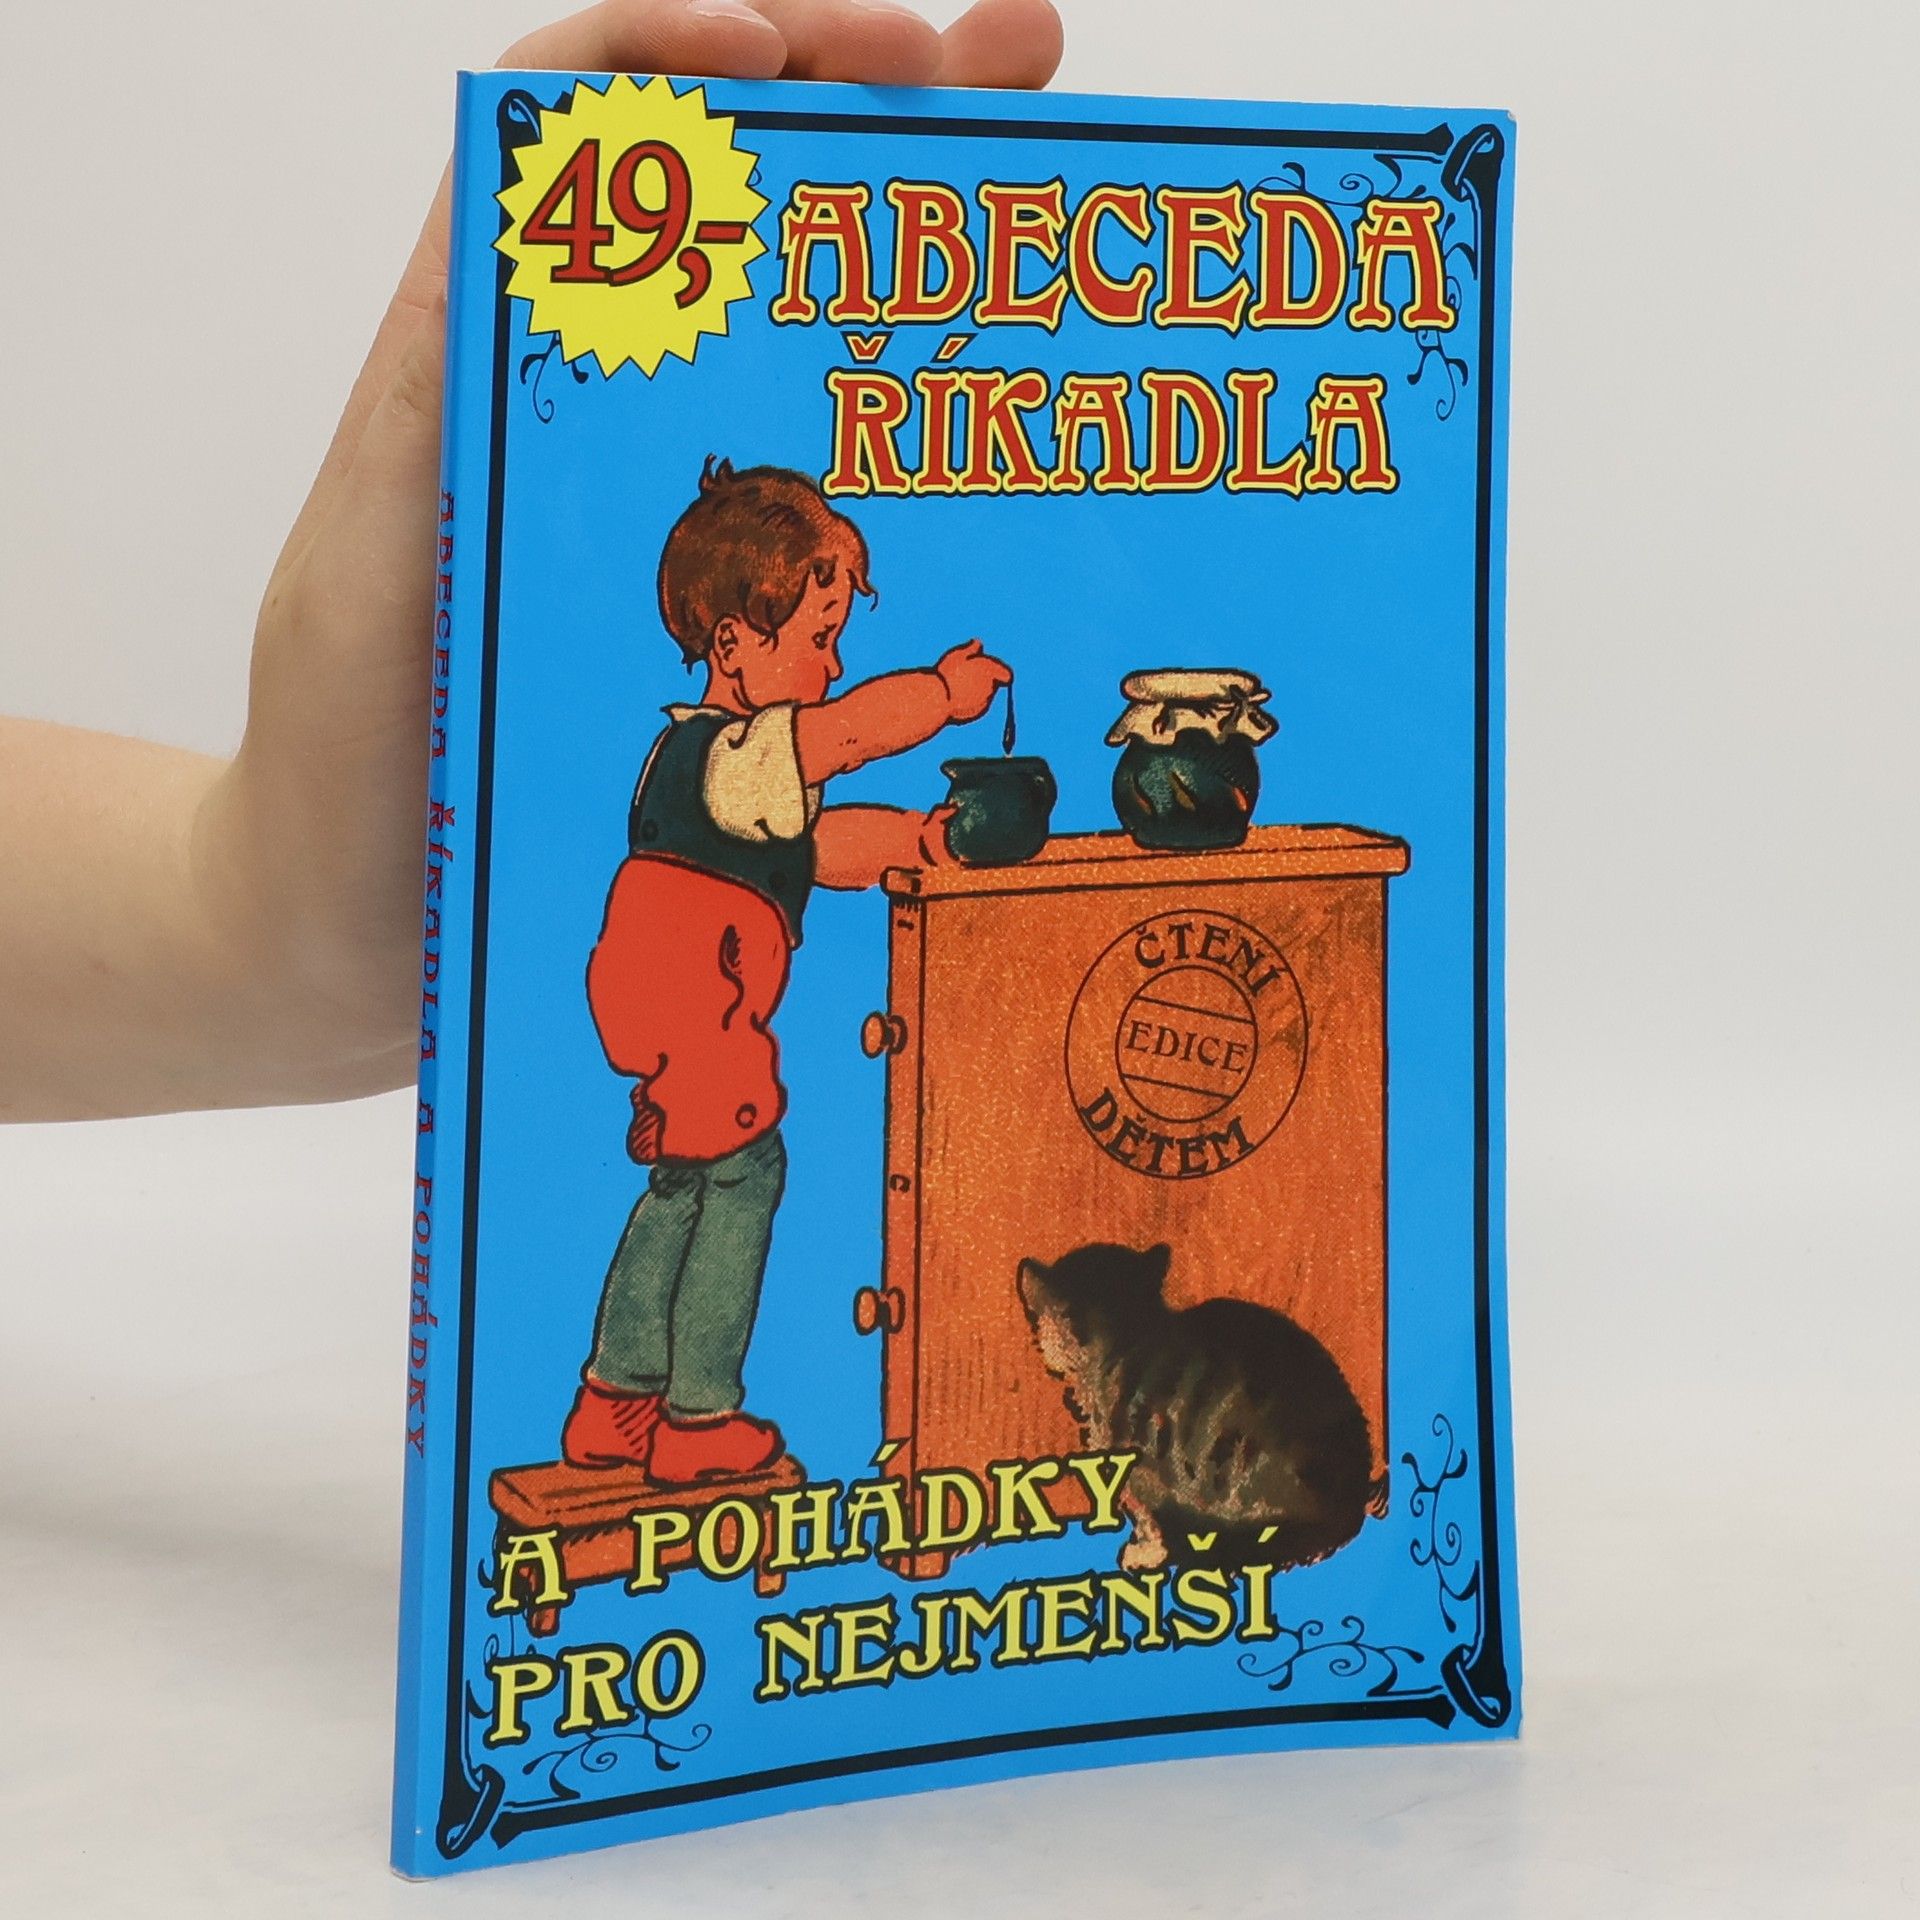 49,-
ABECEDA
ŘÍKADLA
ČTENÍ
EDICE
DĚTEM
A POHÁDKY
PRO NEJMENŠÍ
ABECEDA ŘÍKADLA A POHÁDKY